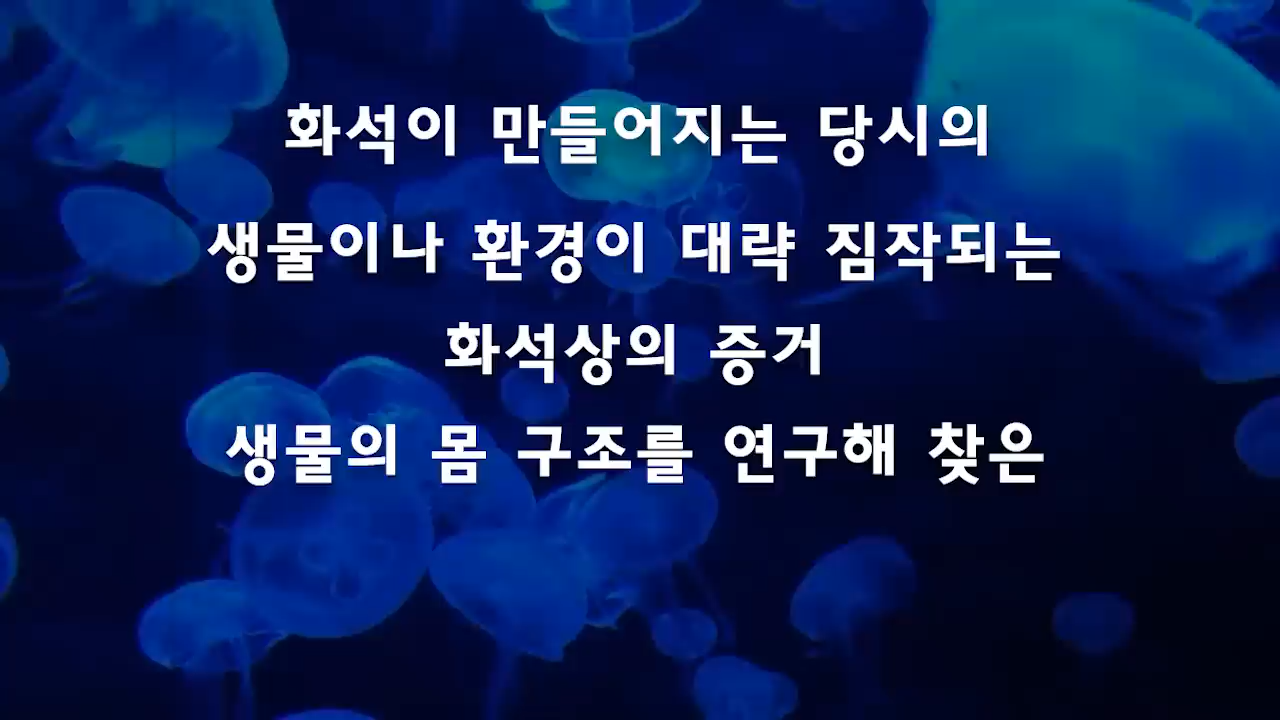 화석이 만들어지는 당시의
생물이나 환경이 대략 짐작되는
화석상의 증거
생물의 몸 구조를 연구해 찾은